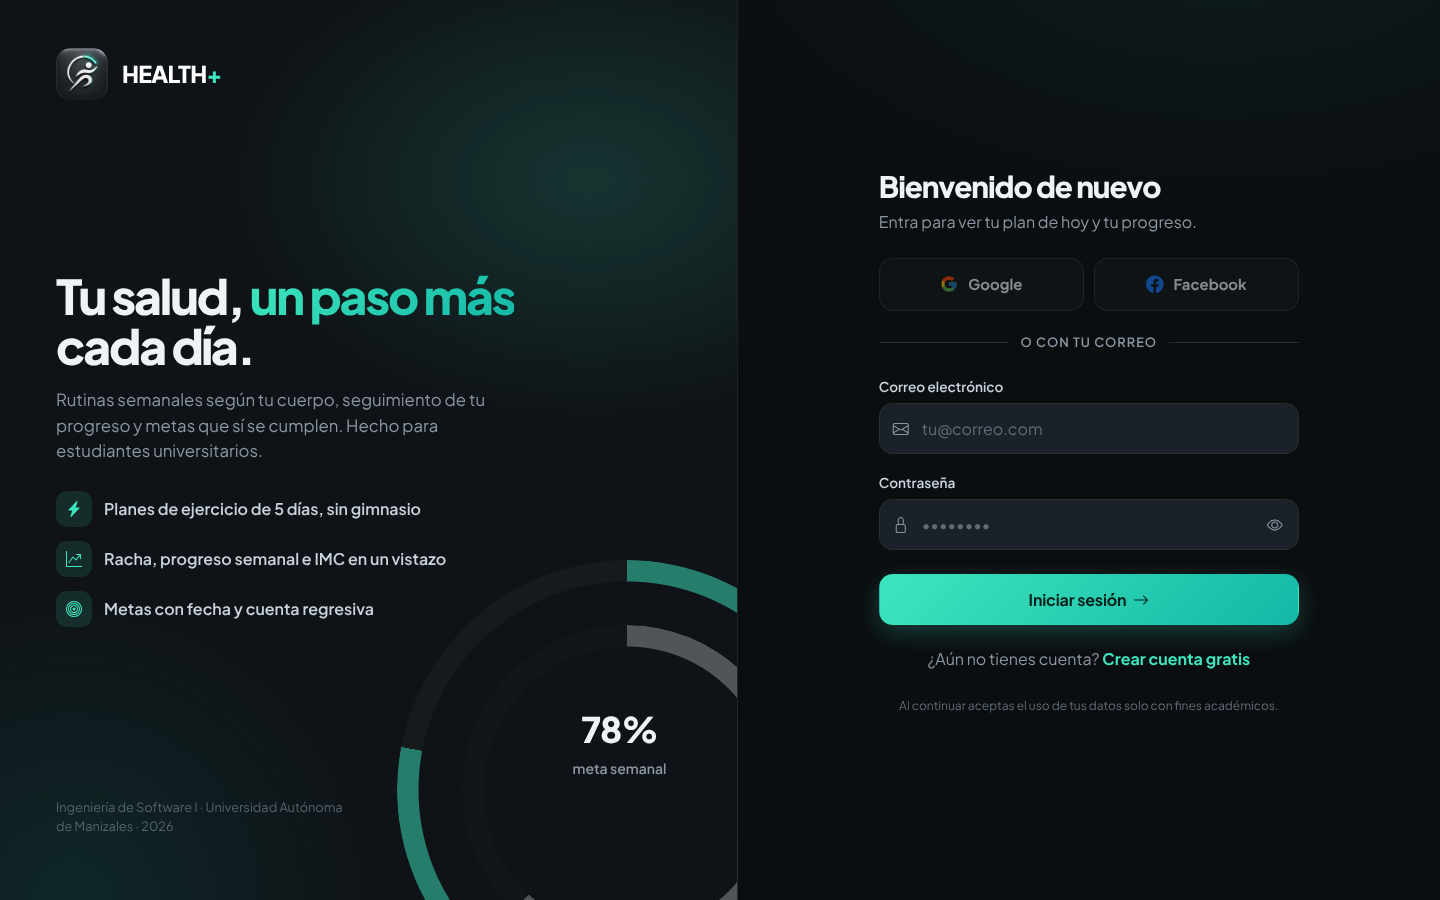 HEALTH+
Tu salud, un paso más
cada día.
Rutinas semanales según tu cuerpo, seguimiento de tu
progreso y metas que sí se cumplen. Hecho para
estudiantes universitarios.
Planes de ejercicio de 5 días, sin gimnasio
Racha, progreso semanal e IMC en un vistazo
Metas con fecha y cuenta regresiva
78%
meta semanal
Ingeniería de Software I · Universidad Autónoma
de Manizales · 2026
Bienvenido de nuevo
Entra para ver tu plan de hoy y tu progreso.
Google
Facebook
O CON TU CORREO
Correo electrónico
tu@correo.com
Contraseña
••••••••
Iniciar sesión →
¿Aún no tienes cuenta? Crear cuenta gratis
Al continuar aceptas el uso de tus datos solo con fines académicos.